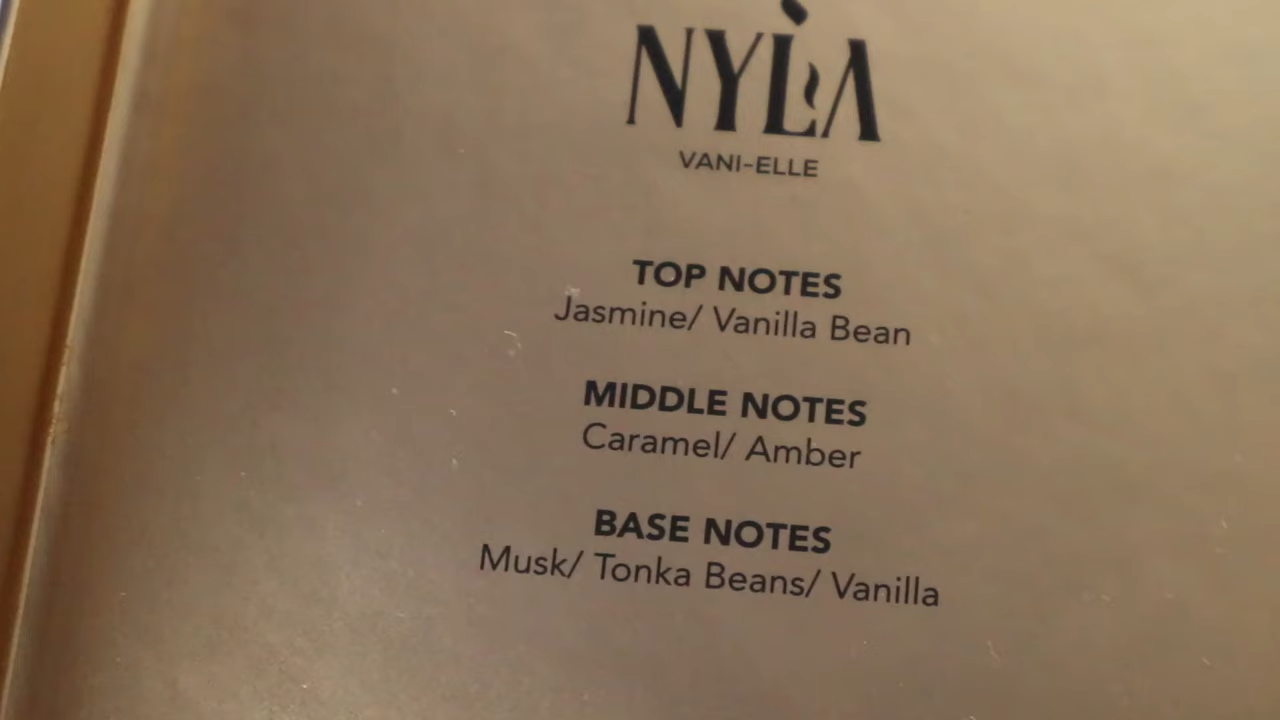 NYLA
VANI-ELLE
TOP NOTES
Jasmine/ Vanilla Bean
MIDDLE NOTES
Caramel/ Amber
BASE NOTES
Musk/ Tonka Beans/ Vanilla